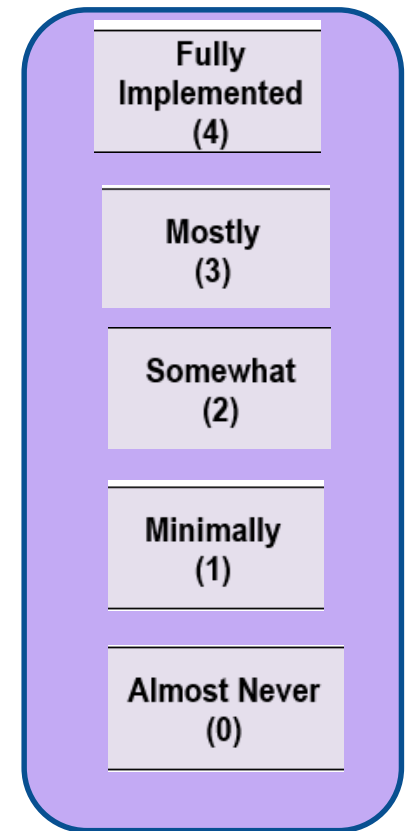 Fully
Implemented
(4)
Mostly
(3)
Somewhat
(2)
Minimally
(1)
Almost Never
(0)